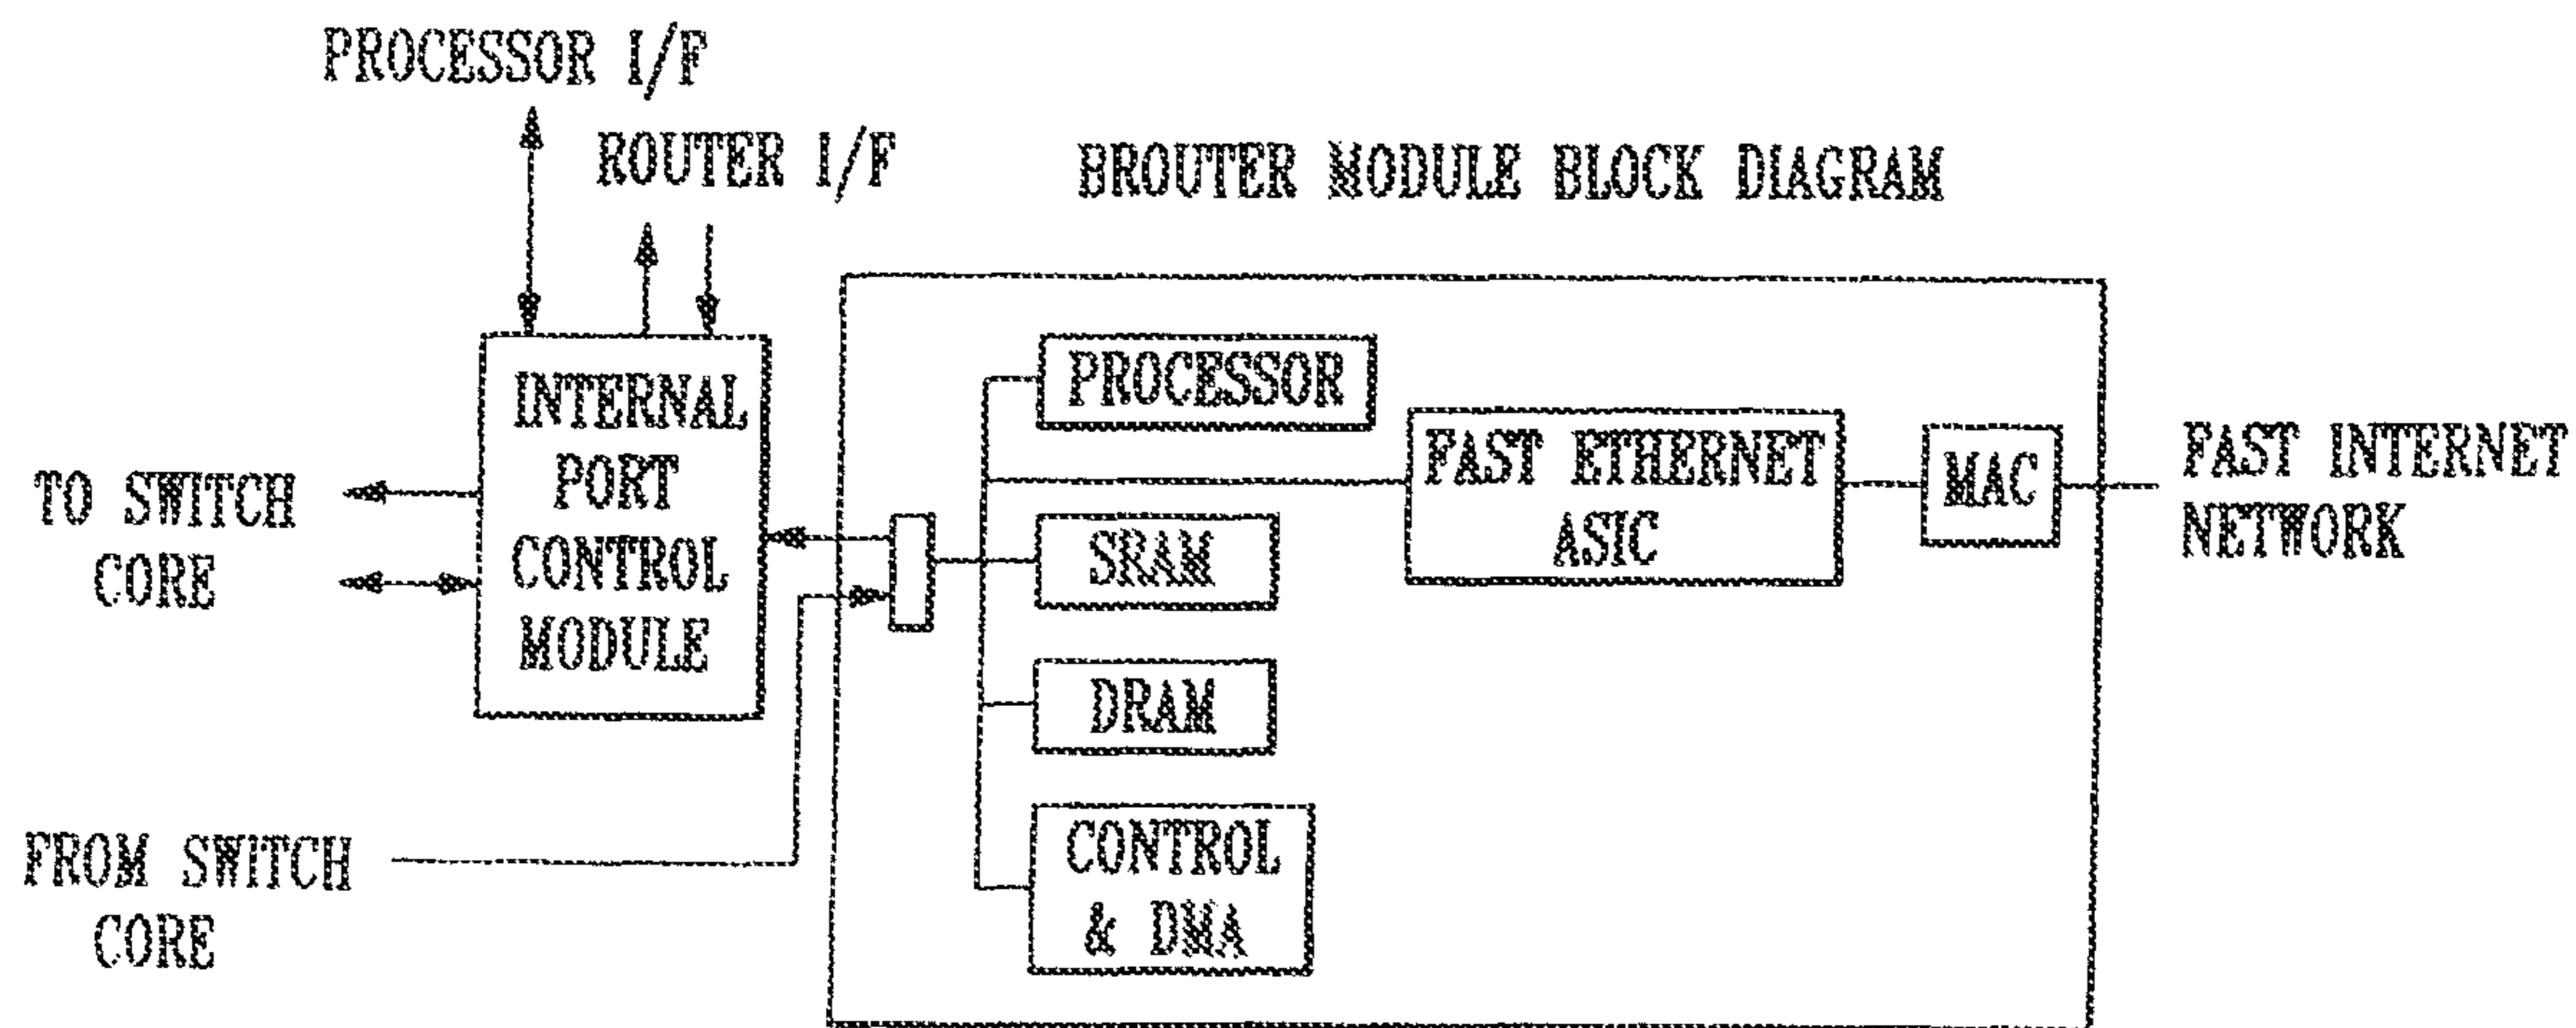 PROCESSOR I/F
ROUTER I/F
BROUTER MODULE BLOCK DIAGRAM
INTERNAL
PORT
CONTROL
MODULE
TO SWITCH
CORE
FROM SWITCH
CORE
PROCESSOR
SRAM
DRAM
CONTROL
& DMA
FAST ETHERNET
ASIC
MAC
FAST INTERNET
NETWORK